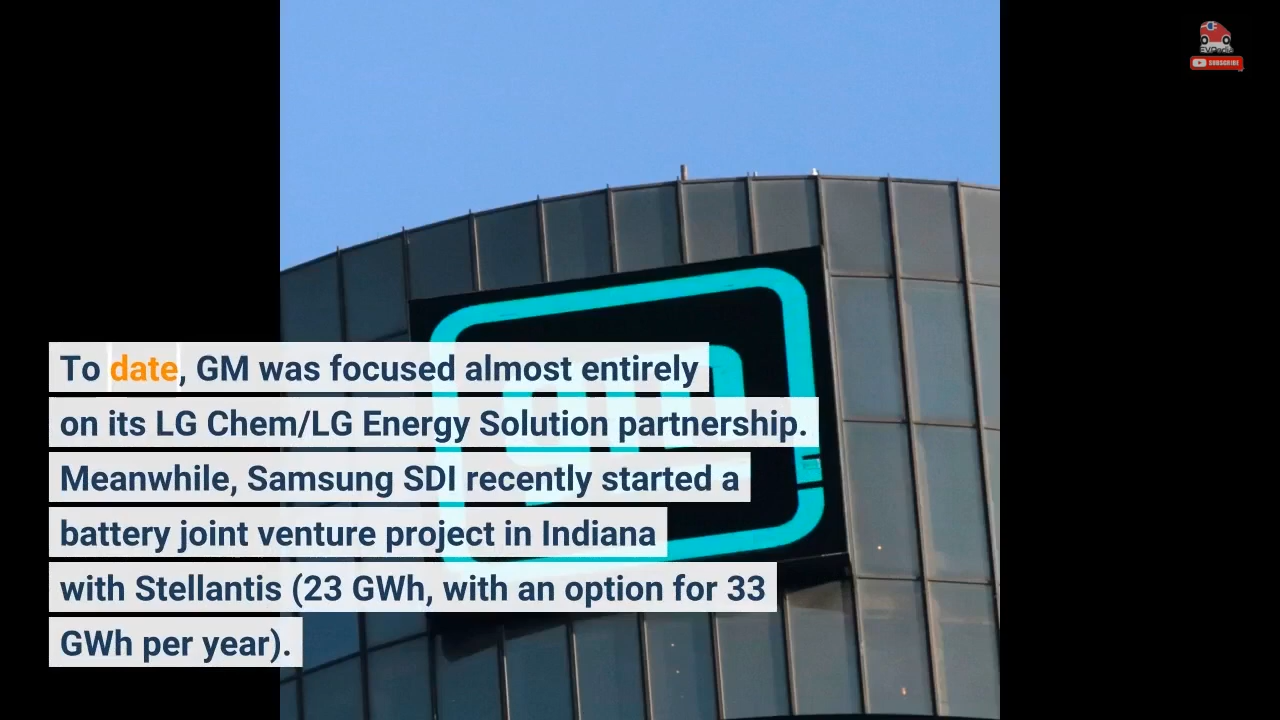 SUBSCRIBE
To date, GM was focused almost entirely
on its LG Chem/LG Energy Solution partnership.
Meanwhile, Samsung SDI recently started a
battery joint venture project in Indiana
with Stellantis (23 GWh, with an option for 33
GWh per year).
gm